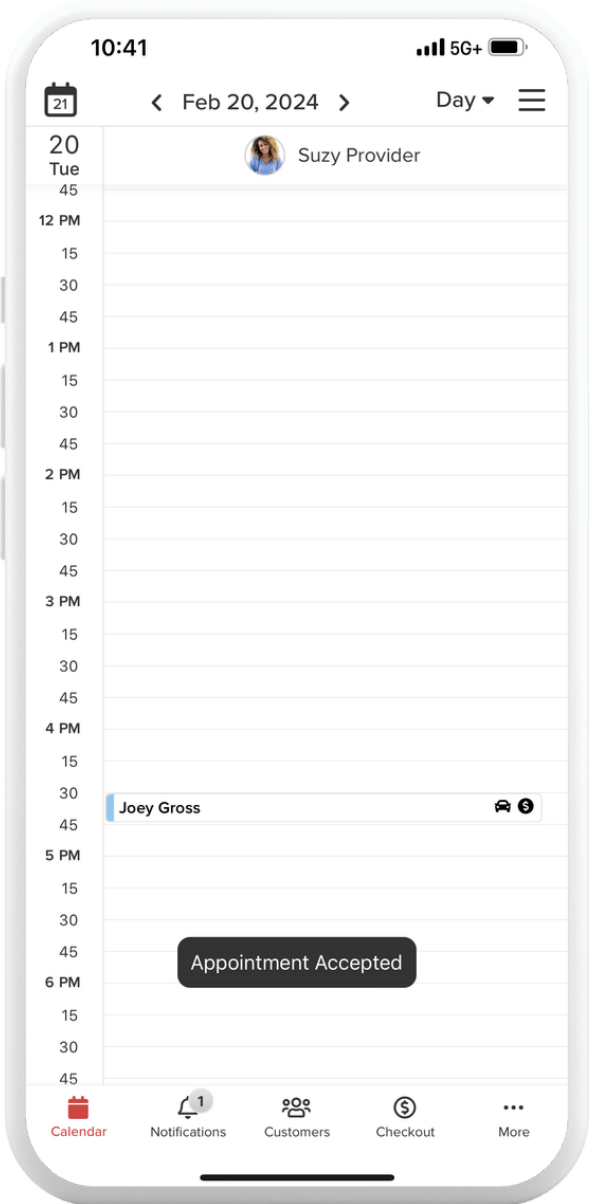 10:41 5G+
21 Feb 20, 2024 Day
20 Suzy Provider
Tue
45
12 PM
15
30
45
1 PM
15
30
45
2 PM
15
30
45
3 PM
15
30
45
4 PM
15
30 Joey Gross $
45
5 PM
15
30
45 Appointment Accepted
6 PM
15
30
45
1 $
Calendar Notifications Customers Checkout More